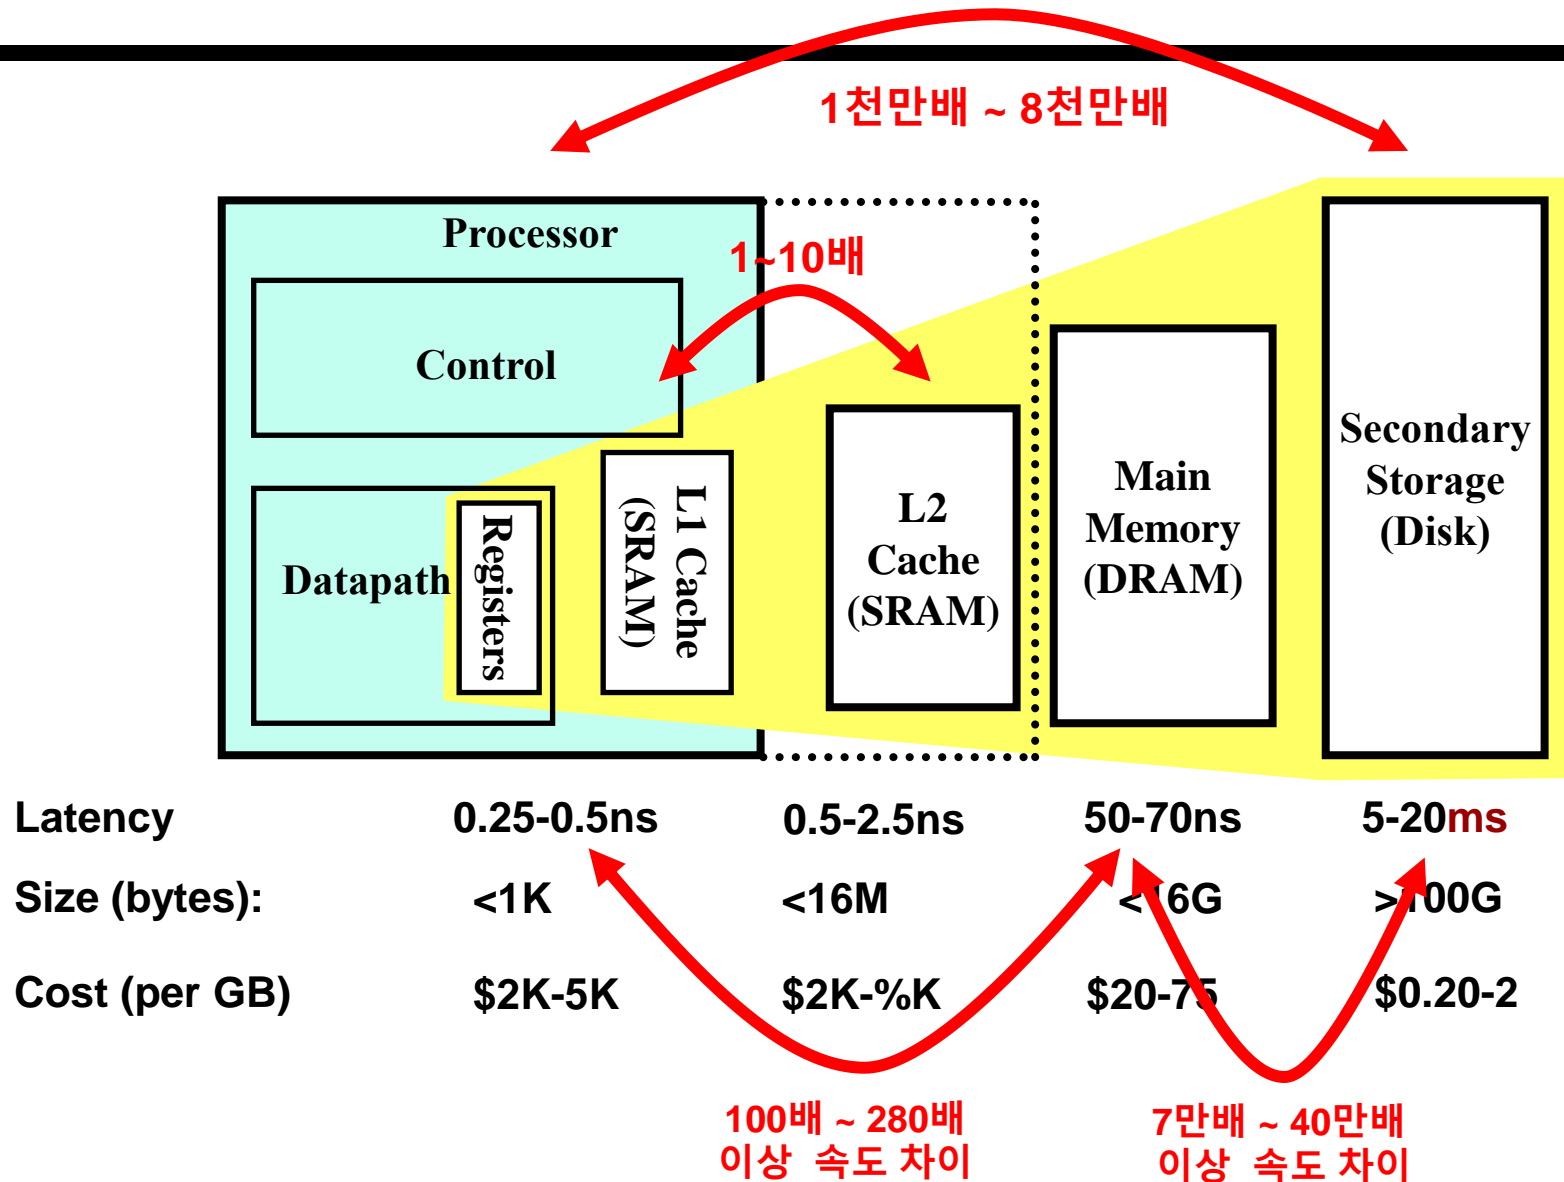 1천만배 ~ 8천만배
Processor
1~10배
Control
Datapath
Registers
L1 Cache
(SRAM)
L2
Cache
(SRAM)
Main
Memory
(DRAM)
Secondary
Storage
(Disk)
Latency 0.25-0.5ns 0.5-2.5ns 50-70ns 5-20ms
Size (bytes): <1K <16M <16G >100G
Cost (per GB) $2K-5K $2K-%K $20-75 $0.20-2
100배 ~ 280배
이상 속도 차이
7만배 ~ 40만배
이상 속도 차이